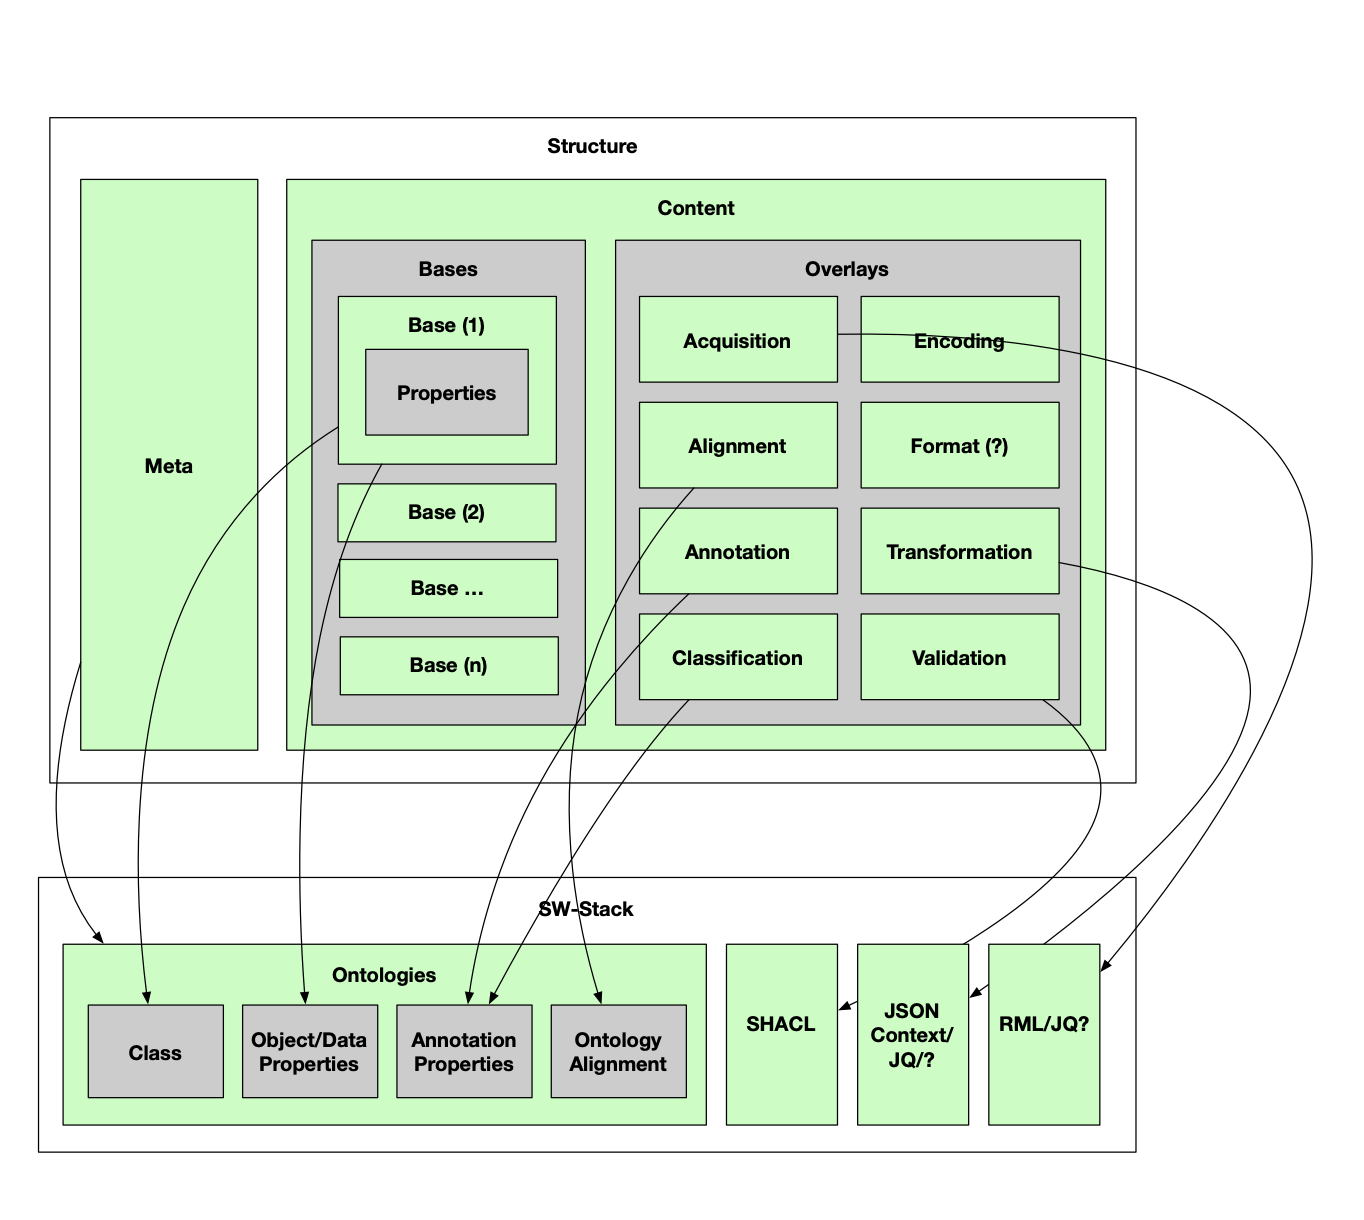 Structure
Meta
Content
Bases
Base (1)
Properties
Base (2)
Base ...
Base (n)
Overlays
Acquisition
Encoding
Alignment
Format (?)
Annotation
Transformation
Classification
Validation
SW-Stack
Ontologies
Class
Object/Data
Properties
Annotation
Properties
Ontology
Alignment
SHACL
JSON
Context/
JQ/?
RML/JQ?